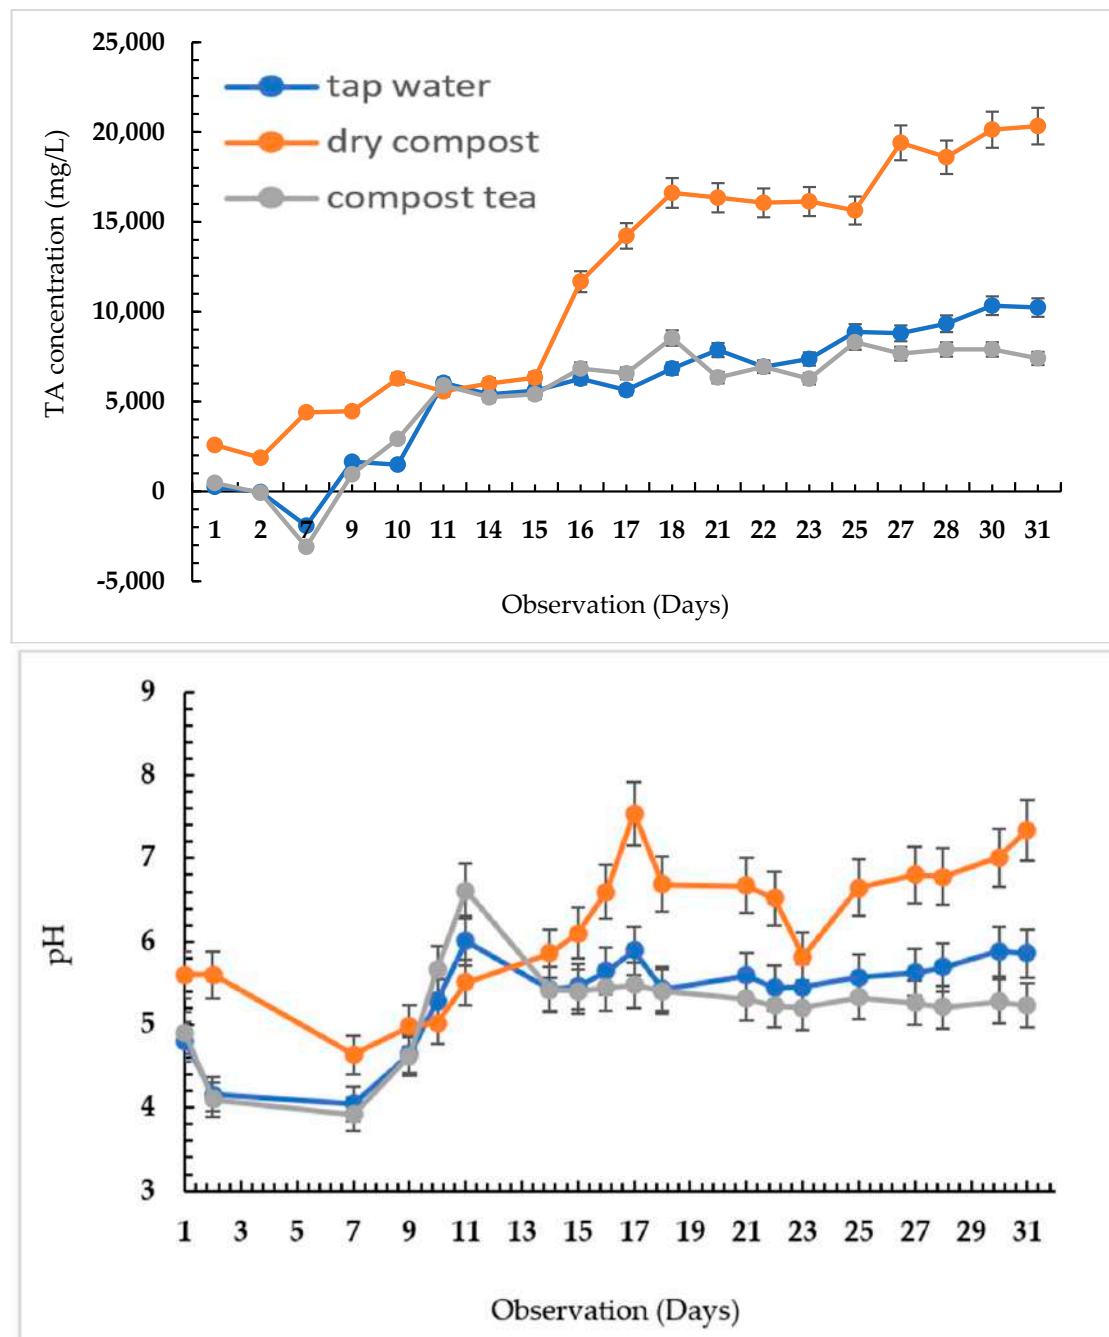 25,000
20,000
15,000
10,000
5,000
0
-5,000
TA concentration (mg/L)
tap water
dry compost
compost tea
1 2 7 9 10 11 14 15 16 17 18 21 22 23 25 27 28 30 31
Observation (Days)
9
8
7
6
5
4
3
pH
1 3 5 7 9 11 13 15 17 19 21 23 25 27 29 31
Observation (Days)